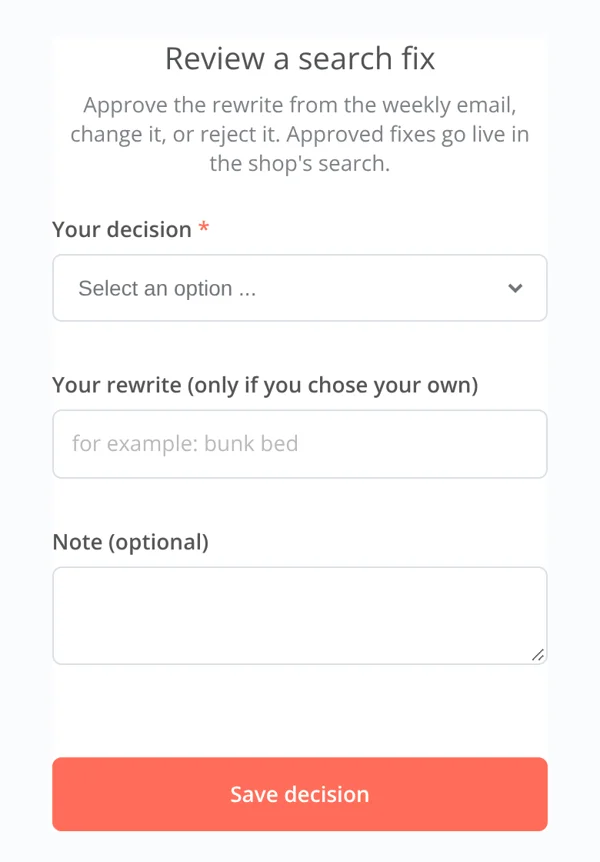 Review a search fix
Approve the rewrite from the weekly email,
change it, or reject it. Approved fixes go live in
the shop's search.
Your decision *
Select an option ...
Your rewrite (only if you chose your own)
for example: bunk bed
Note (optional)
Save decision